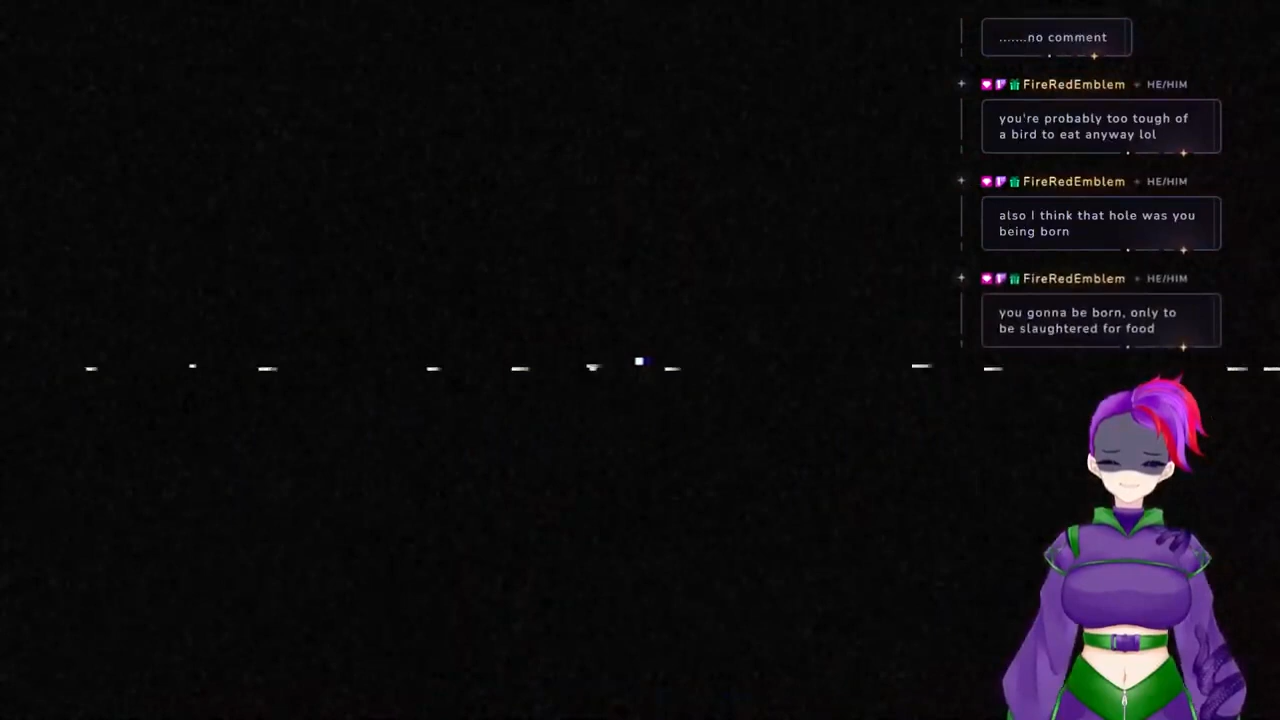 .......no comment
FireRedEmblem HE/HIM
you're probably too tough of
a bird to eat anyway lol
FireRedEmblem HE/HIM
also I think that hole was you
being born
FireRedEmblem HE/HIM
you gonna be born, only to
be slaughtered for food